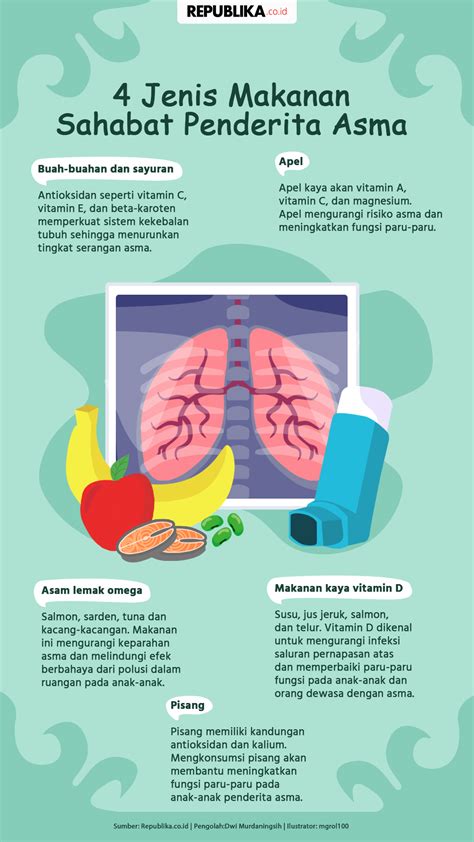 REPUBLIKA.co.id
4 Jenis Makanan
Sahabat Penderita Asma
Buah-buahan dan sayuran
Antioksidan seperti vitamin C,
vitamin E, dan beta-karoten
memperkuat sistem kekebalan
tubuh sehingga menurunkan
tingkat serangan asma.
Apel
Apel kaya akan vitamin A,
vitamin C, dan magnesium.
Apel mengurangi risiko asma dan
meningkatkan fungsi paru-paru.
Asam lemak omega
Salmon, sarden, tuna dan
kacang-kacangan. Makanan
ini mengurangi keparahan
asma dan melindungi efek
berbahaya dari polusi dalam
ruangan pada anak-anak.
Makanan kaya vitamin D
Susu, jus jeruk, salmon,
dan telur. Vitamin D dikenal
untuk mengurangi infeksi
saluran pernapasan atas
dan memperbaiki paru-paru
fungsi pada anak-anak dan
orang dewasa dengan asma.
Pisang
Pisang memiliki kandungan
antioksidan dan kalium.
Mengkonsumsi pisang akan
membantu meningkatkan
fungsi paru-paru pada
anak-anak penderita asma.
Sumber: Republika.co.id | Pengolah:Dwi Murdaningsih | Ilustrator: mgrol100